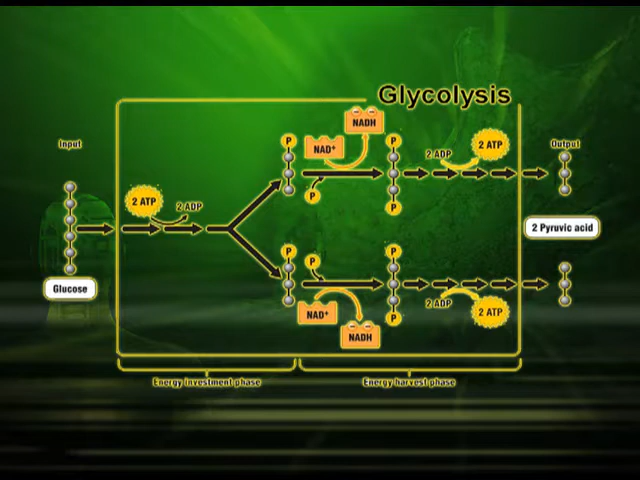 Glycolysis
Input
Output
P
NAD⁺
NADH
P
P
P
2 ADP
2 ATP
2 ATP
2 ADP
2 Pyruvic acid
Glucose
P
P
P
P
NAD⁺
NADH
2 ADP
2 ATP
Energy investment phase
Energy harvest phase